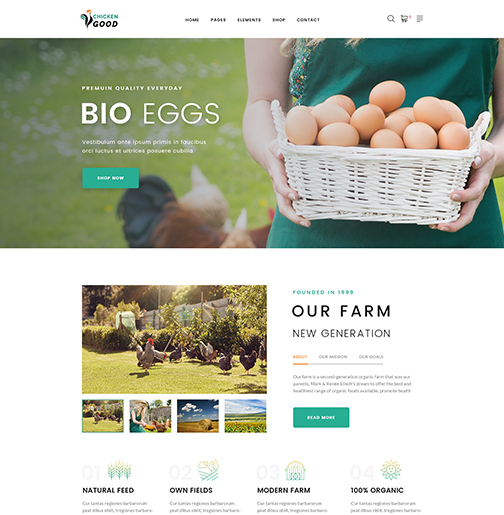 CHICKEN
GOOD
HOME PAGES ELEMENTS SHOP CONTACT
0
PREMUIN QUALITY EVERYDAY
BIO EGGS
Vestibulum ante ipsum primis in faucibus
orci luctus et ultrices posuere cubilia
SHOP NOW
FOUNDED IN 1999
OUR FARM
NEW GENERATION
ABOUT OUR MISSION OUR GOALS
Our farm is a second-generation organic farm that was our
parents, Mark & Renée Elliott's dream to offer the best and
healthiest range of organic foods available, promote health
READ MORE
01
NATURAL FEED
Cur tantas regiones barbarorum
peat dibus obiit, tregiones barbare-
02
OWN FIELDS
Cur tantas regiones barbarorum
peat dibus obiit, tregiones barbare-
03
MODERN FARM
Cur tantas regiones barbarorum
peat dibus obiit, tregiones barbare-
04
100% ORGANIC
Cur tantas regiones barbarorum
peat dibus obiit, tregiones barbare-